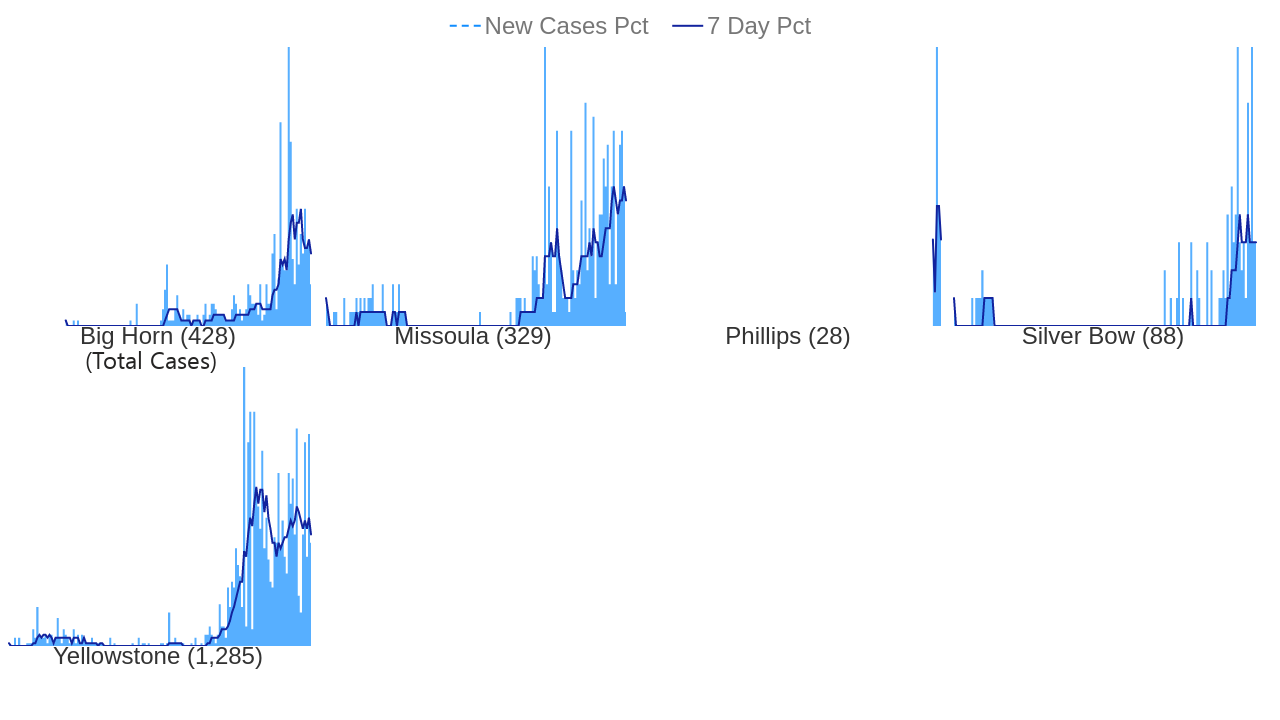 New Cases Pct 7 Day Pct
Big Horn (428)
(Total Cases)
Missoula (329)
Phillips (28)
Silver Bow (88)
Yellowstone (1,285)